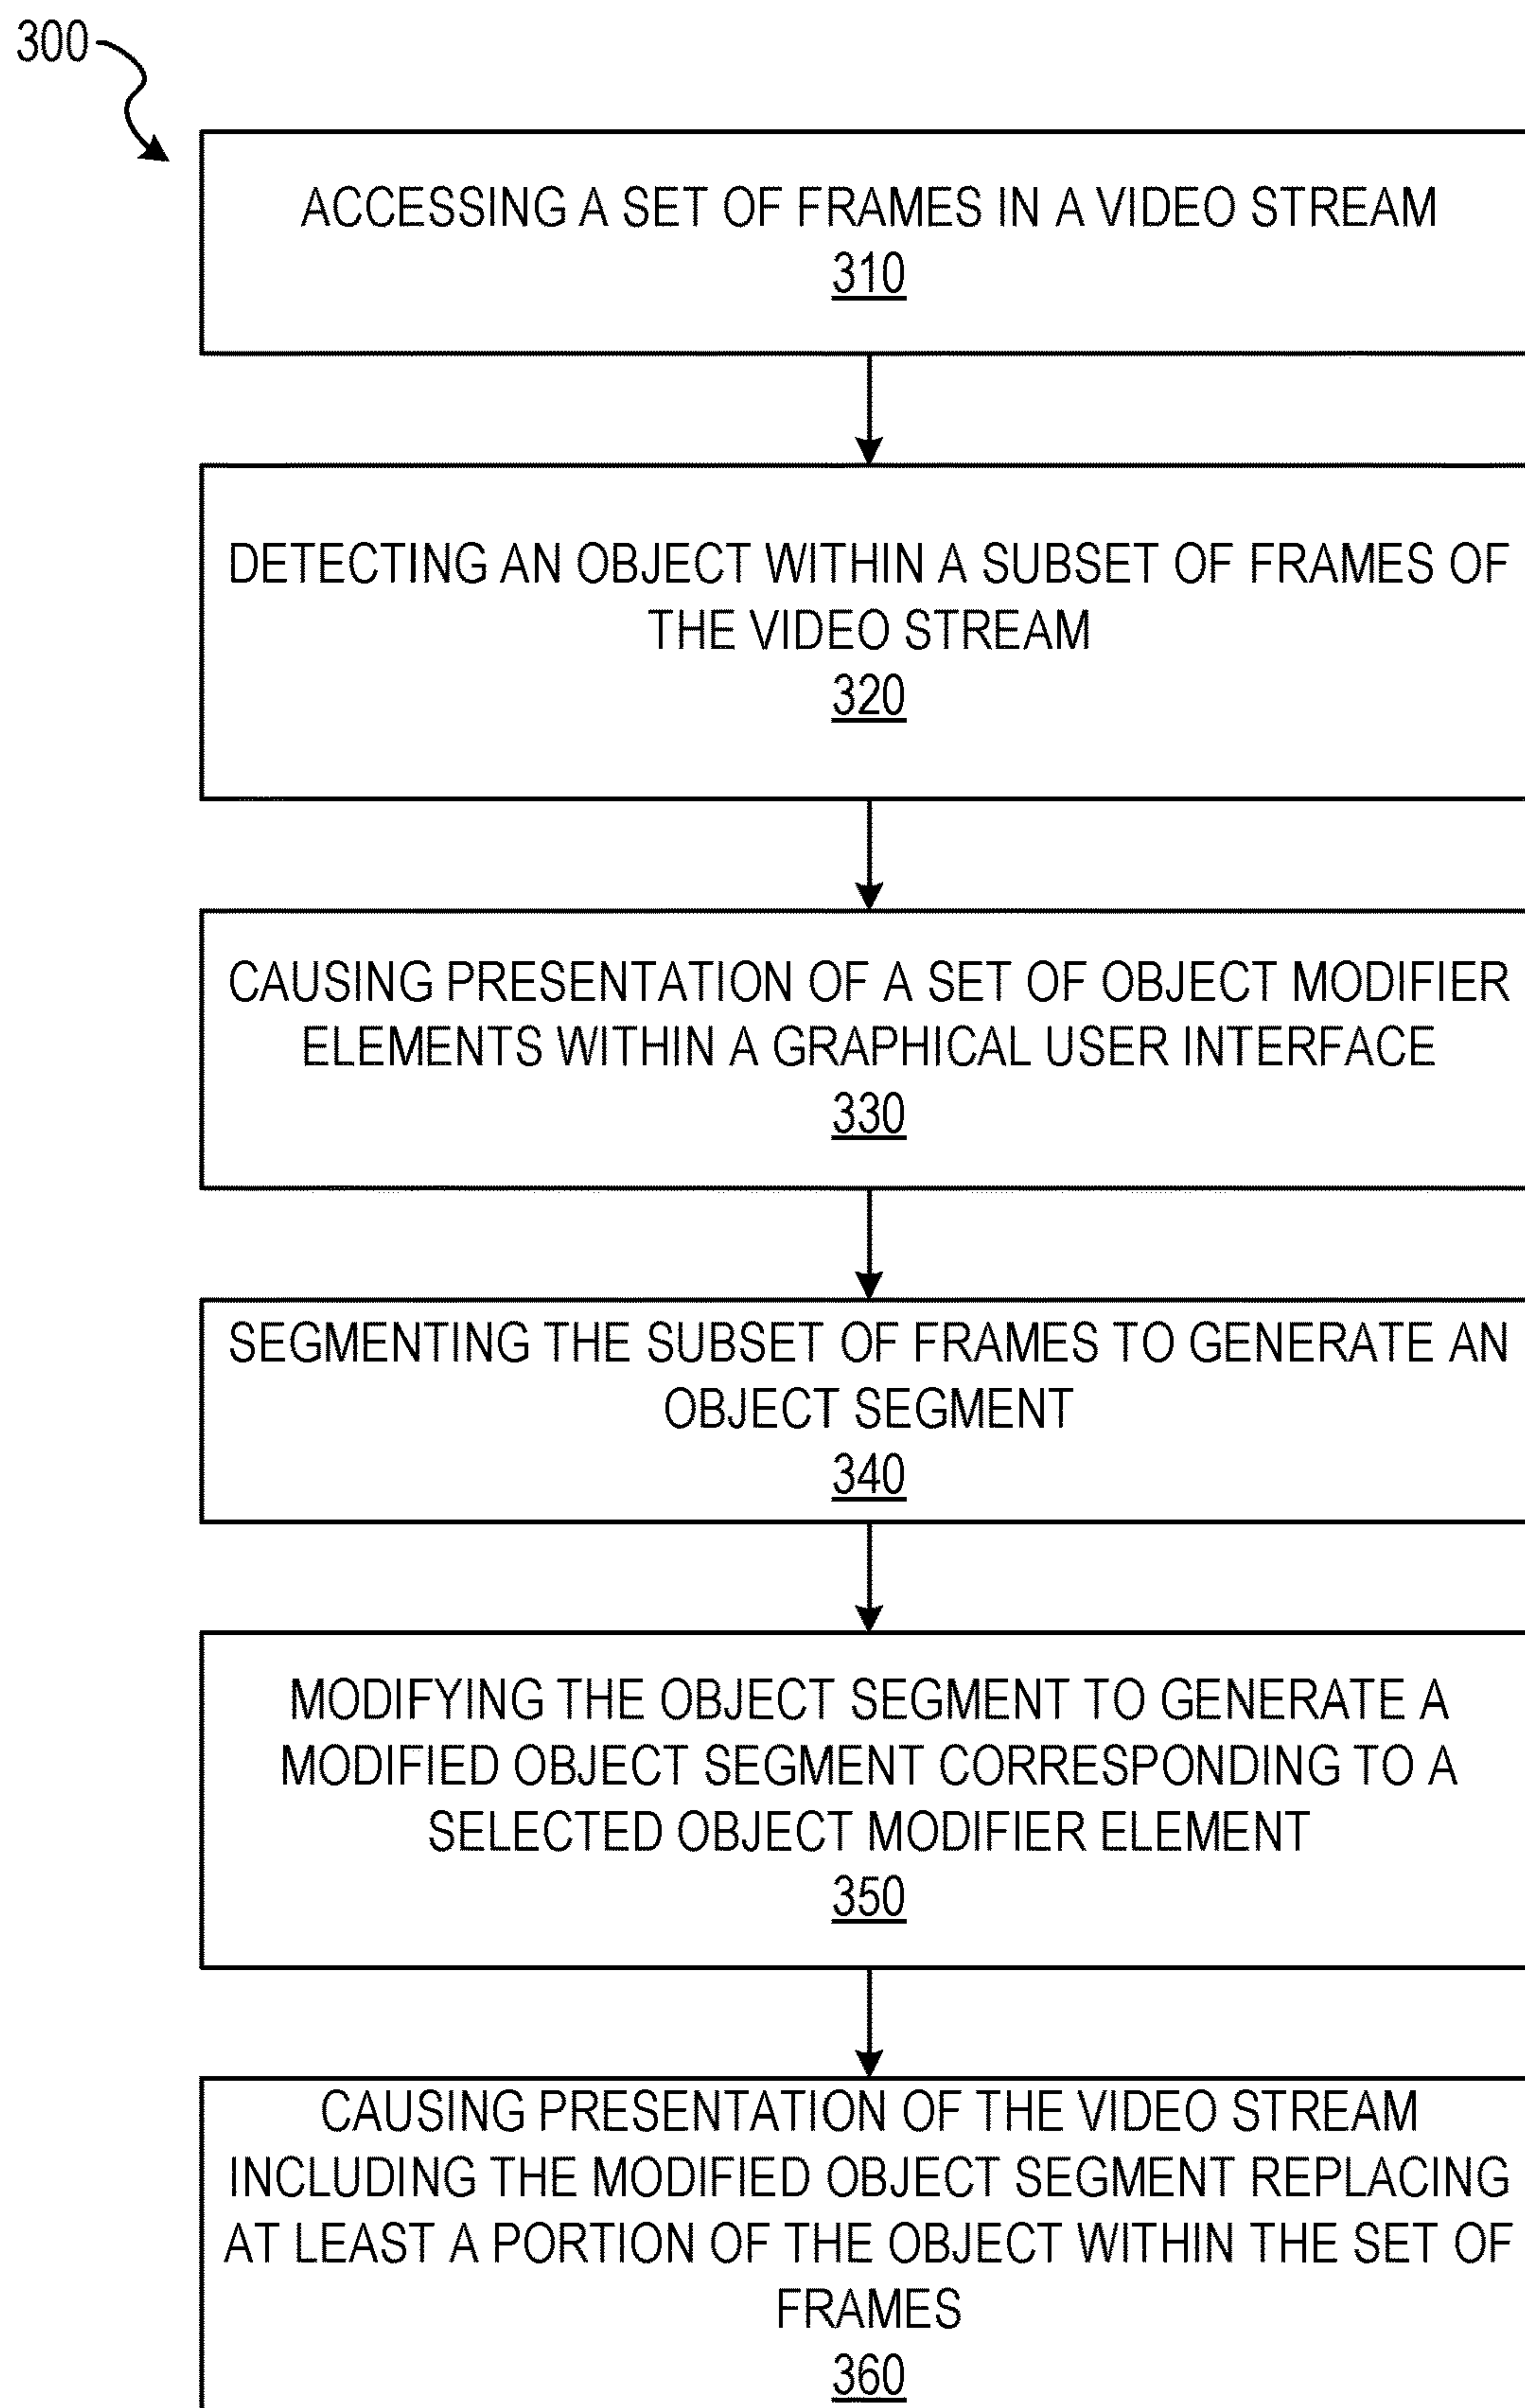 300
ACCESSING A SET OF FRAMES IN A VIDEO STREAM
310
DETECTING AN OBJECT WITHIN A SUBSET OF FRAMES OF
THE VIDEO STREAM
320
CAUSING PRESENTATION OF A SET OF OBJECT MODIFIER
ELEMENTS WITHIN A GRAPHICAL USER INTERFACE
330
SEGMENTING THE SUBSET OF FRAMES TO GENERATE AN
OBJECT SEGMENT
340
MODIFYING THE OBJECT SEGMENT TO GENERATE A
MODIFIED OBJECT SEGMENT CORRESPONDING TO A
SELECTED OBJECT MODIFIER ELEMENT
350
CAUSING PRESENTATION OF THE VIDEO STREAM
INCLUDING THE MODIFIED OBJECT SEGMENT REPLACING
AT LEAST A PORTION OF THE OBJECT WITHIN THE SET OF
FRAMES
360